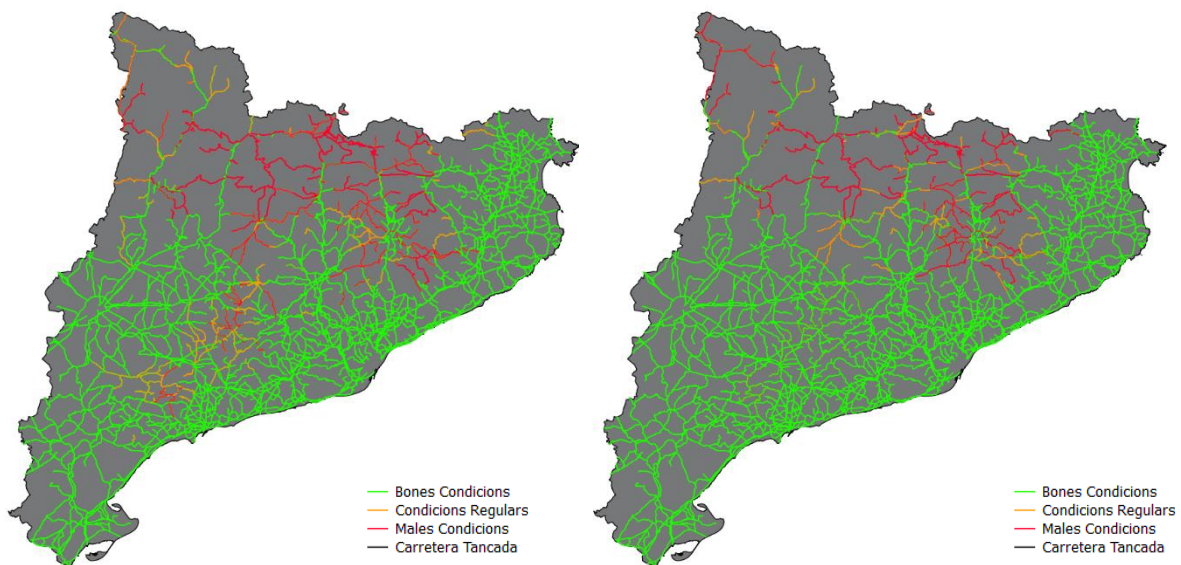 Bones Condicions
Condicions Regulars
Males Condicions
Carretera Tancada
Bones Condicions
Condicions Regulars
Males Condicions
Carretera Tancada